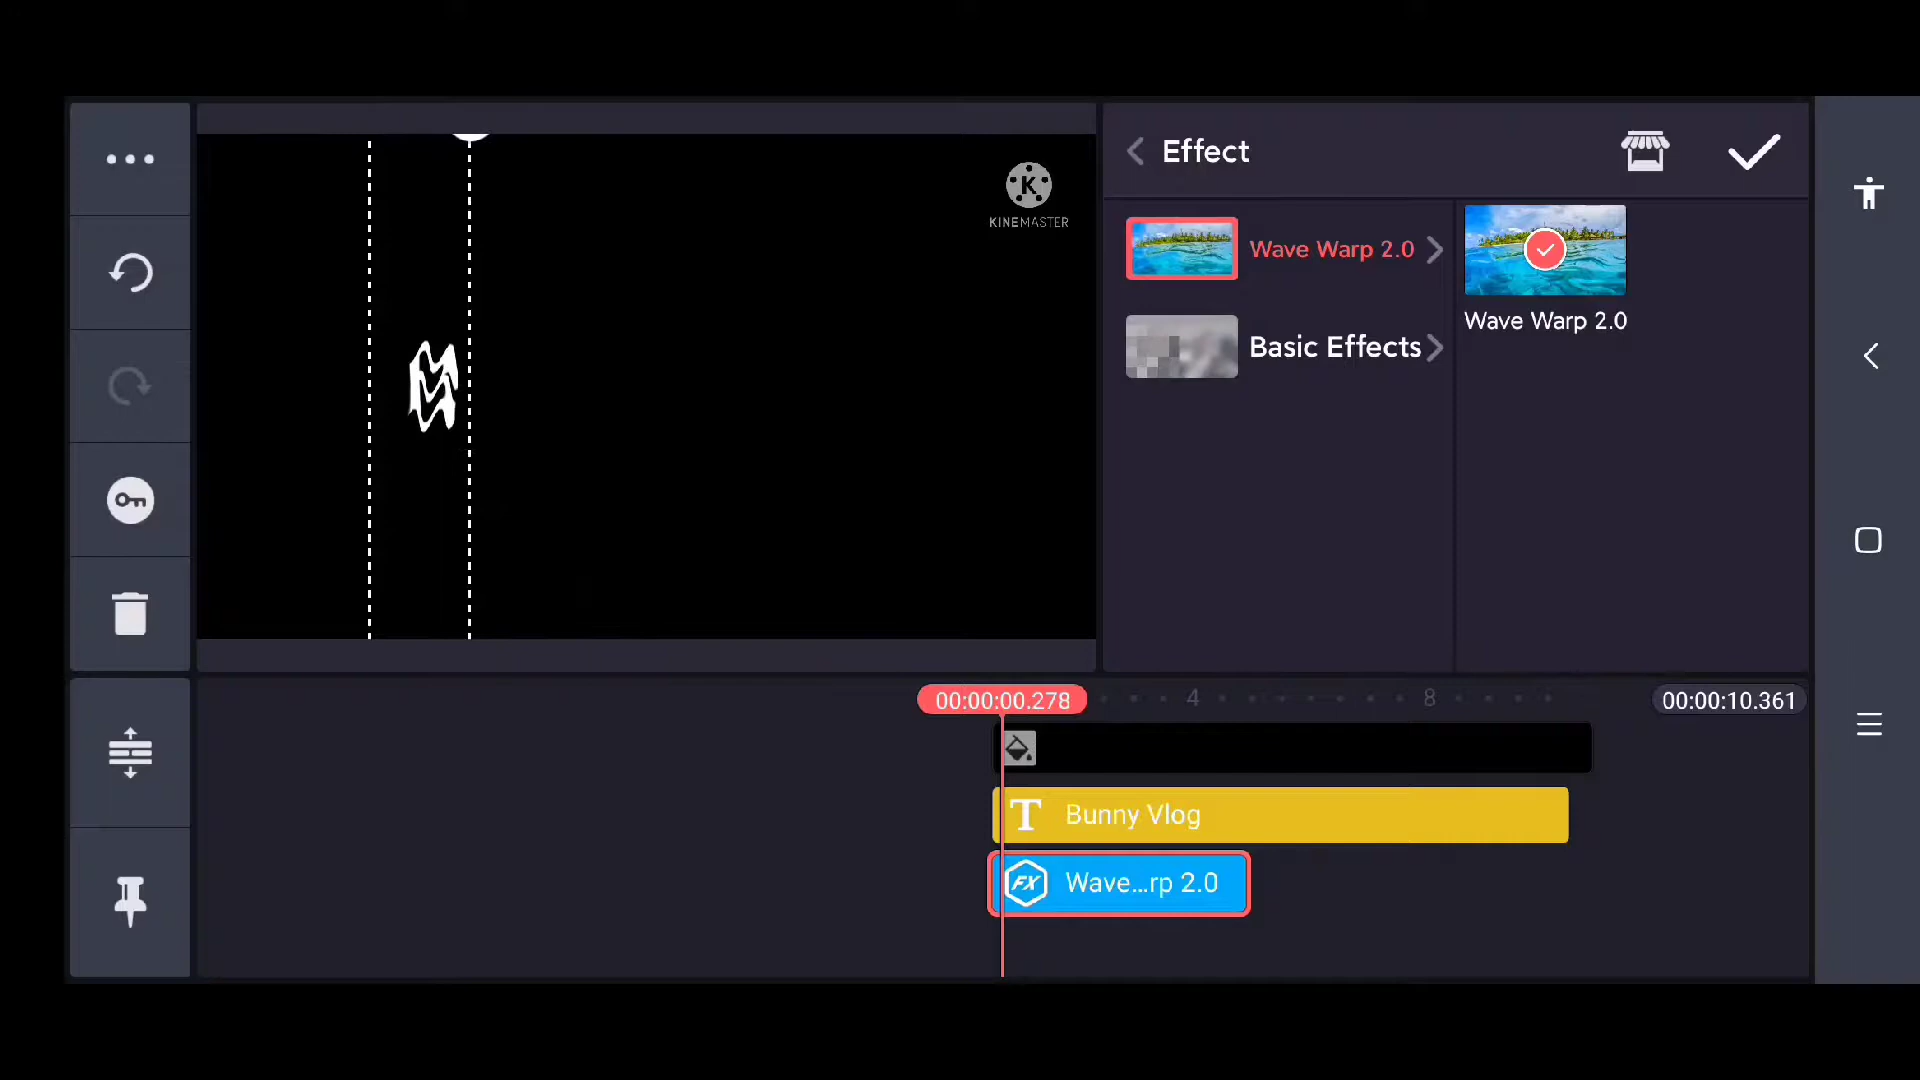 Effect
K
KINEMASTER
Wave Warp 2.0
Wave Warp 2.0
Basic Effects
00:00:00.278
4
8
00:00:10.361
T Bunny Vlog
FX Wave...rp 2.0